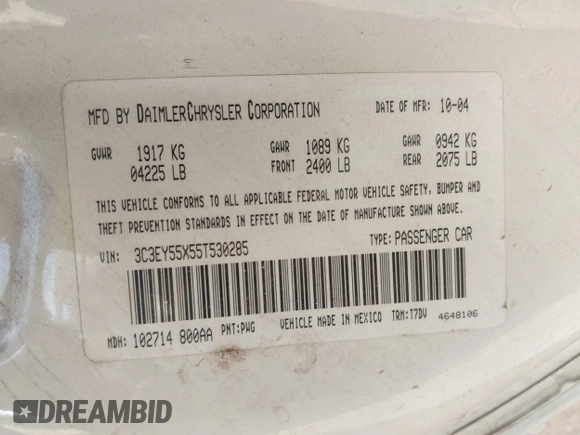 MFD BY DAIMLERCHRYSLER CORPORATION DATE OF MFR: 10-04
GVWR 1917 KG GAWR 1089 KG GAWR 0942 KG
04225 LB FRONT 2400 LB REAR 2075 LB
THIS VEHICLE CONFORMS TO ALL APPLICABLE FEDERAL MOTOR VEHICLE SAFETY, BUMPER AND
THEFT PREVENTION STANDARDS IN EFFECT ON THE DATE OF MANUFACTURE SHOWN ABOVE.
VIN: 3C3EY55X55T530285 TYPE: PASSENGER CAR
MDH: 102714 800AA PNT:PWG VEHICLE MADE IN MEXICO TRM:T7DV 4648106
DREAMBID